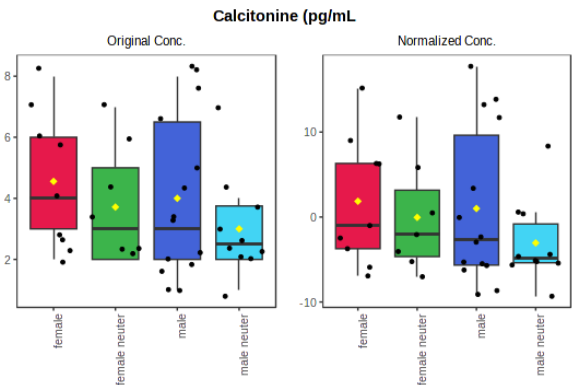 Calcitonine (pg/mL
Original Conc.
Normalized Conc.
8
6
4
2
10
0
-10
female
female neuter
male
male neuter
female
female neuter
male
male neuter